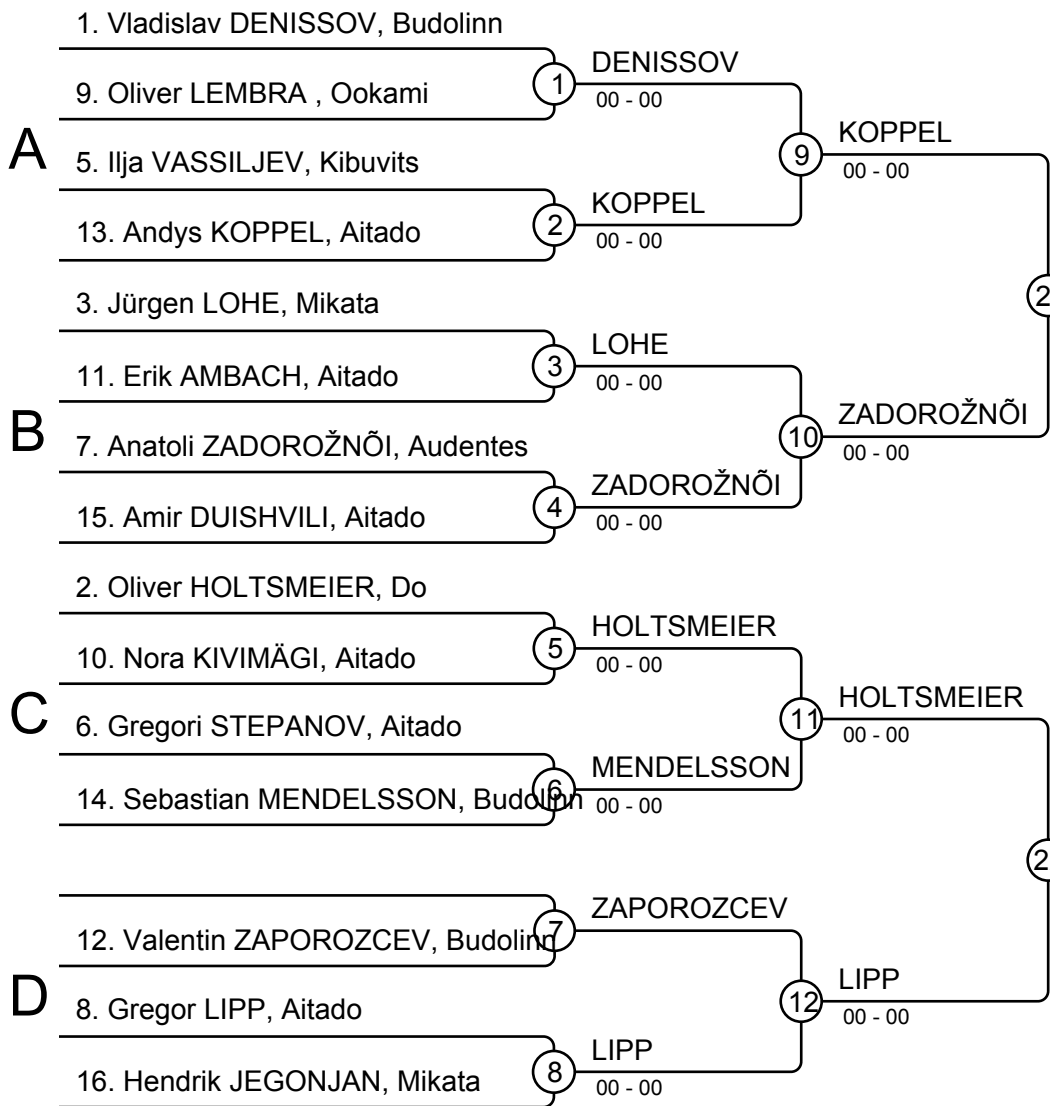 1. Vladislav DENISSOV, Budolinn
DENISSOV
1
00 - 00
9. Oliver LEMBRA , Ookami
A
KOPPEL
9
00 - 00
5. Ilja VASSILJEV, Kibuvits
KOPPEL
2
00 - 00
13. Andys KOPPEL, Aitado
3. Jürgen LOHE, Mikata
2
LOHE
3
00 - 00
11. Erik AMBACH, Aitado
B
ZADOROŽNÕI
10
00 - 00
7. Anatoli ZADOROŽNÕI, Audentes
ZADOROŽNÕI
4
00 - 00
15. Amir DUISHVILI, Aitado
2. Oliver HOLTSMEIER, Do
HOLTSMEIER
5
00 - 00
10. Nora KIVIMÄGI, Aitado
C
HOLTSMEIER
11
00 - 00
6. Gregori STEPANOV, Aitado
MENDELSSON
6
00 - 00
14. Sebastian MENDELSSON, Budolinn
2
ZAPOROZCEV
7
12. Valentin ZAPOROZCEV, Budolinn
D
LIPP
12
00 - 00
8. Gregor LIPP, Aitado
LIPP
8
00 - 00
16. Hendrik JEGONJAN, Mikata